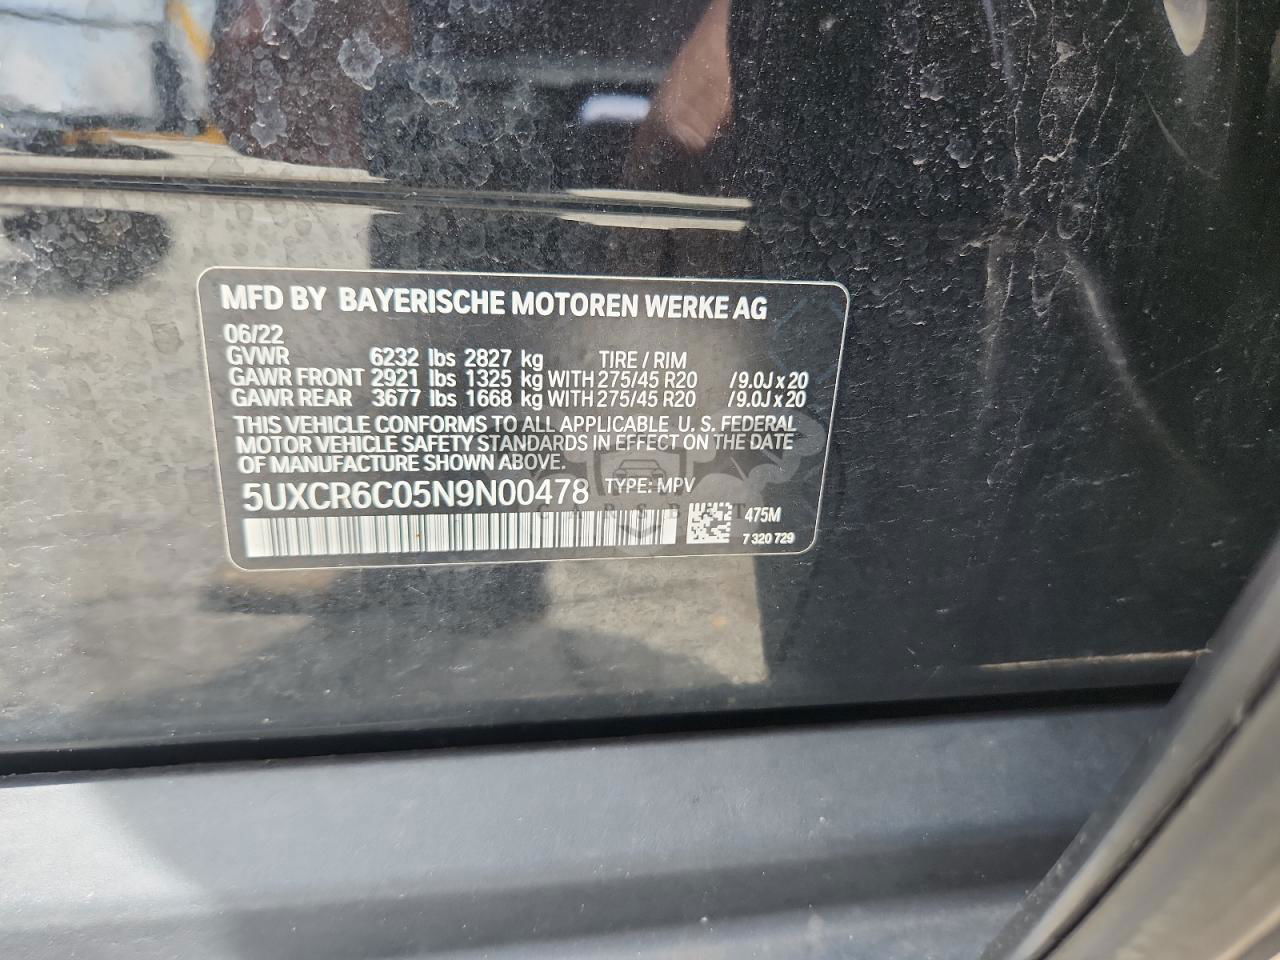 MFD BY BAYERISCHE MOTOREN WERKE AG
06/22
GVWR 6232 lbs 2827 kg TIRE / RIM
GAWR FRONT 2921 lbs 1325 kg WITH 275/45 R20 /9.0J x 20
GAWR REAR 3677 lbs 1668 kg WITH 275/45 R20 /9.0J x 20
THIS VEHICLE CONFORMS TO ALL APPLICABLE U. S. FEDERAL
MOTOR VEHICLE SAFETY STANDARDS IN EFFECT ON THE DATE
OF MANUFACTURE SHOWN ABOVE.
5UXCR6C05N9N00478 TYPE: MPV
CARSBAT
475M
7 320 729